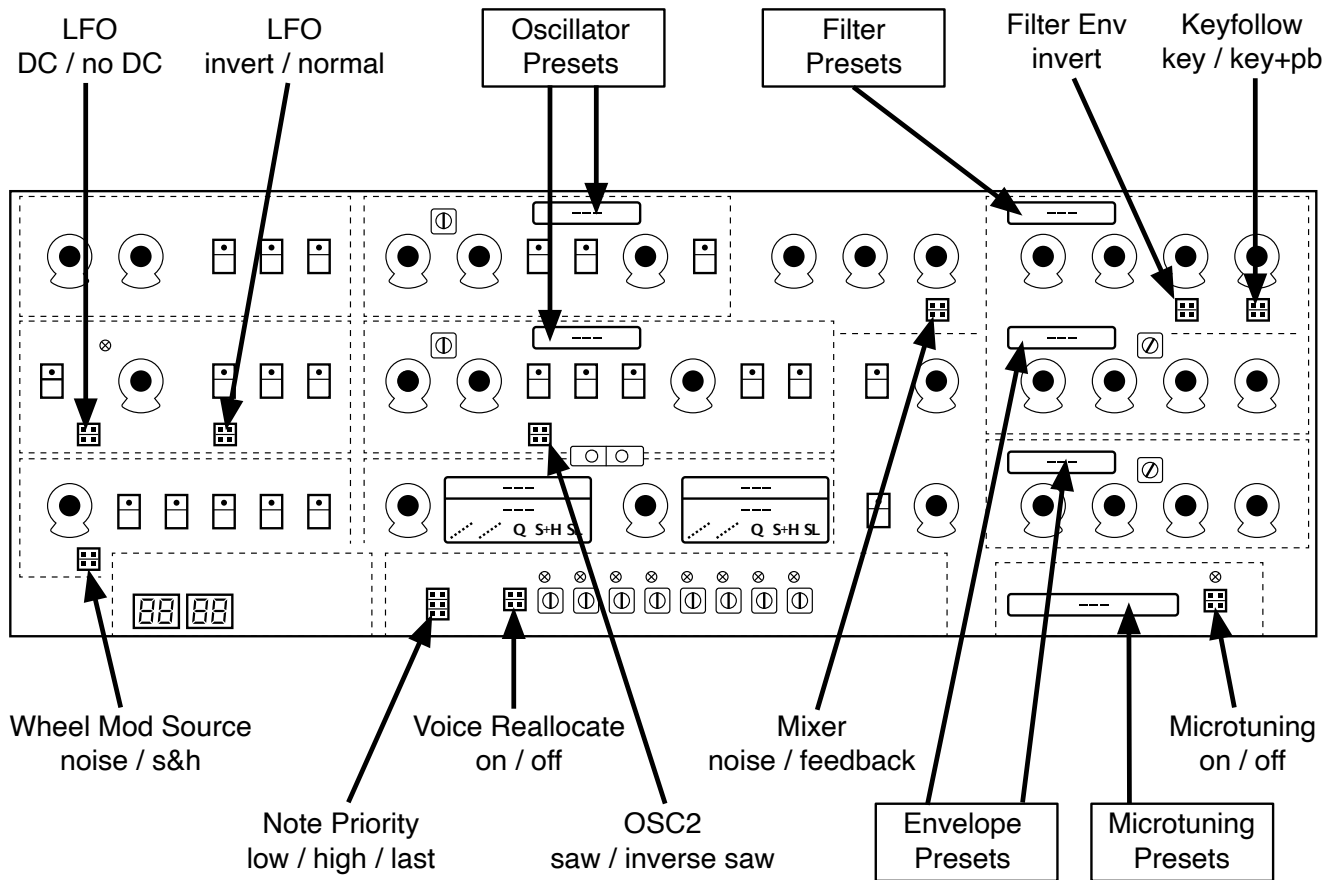 LFO
DC / no DC
LFO
invert / normal
Oscillator
Presets
Filter
Presets
Filter Env
invert
Keyfollow
key / key+pb
---
---
---
---
---
---
---
Q S+H SL
---
---
Q S+H SL
88 88
---
Wheel Mod Source
noise / s&h
Voice Reallocate
on / off
Mixer
noise / feedback
Microtuning
on / off
Note Priority
low / high / last
OSC2
saw / inverse saw
Envelope
Presets
Microtuning
Presets